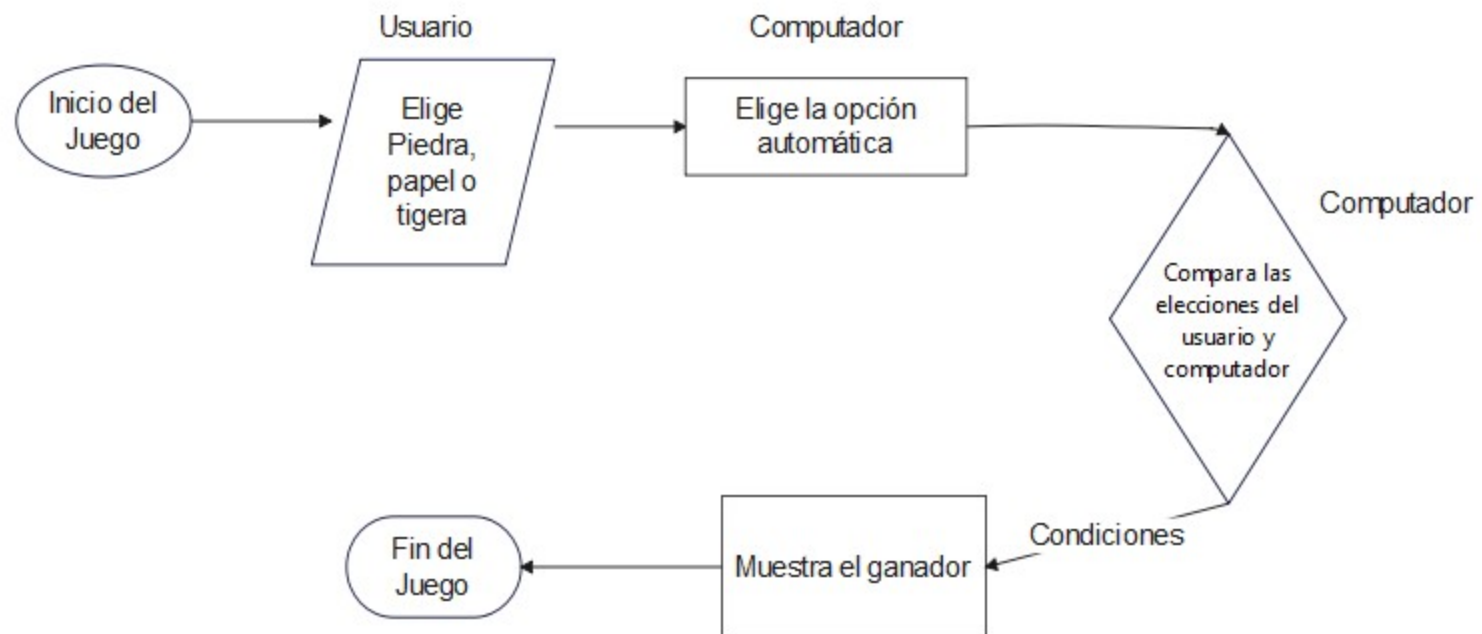 Usuario
Computador
Inicio del
Juego
Elige
Piedra,
papel o
tigera
Elige la opción
automática
Computador
Compara las
elecciones del
usuario y
computador
Condiciones
Muestra el ganador
Fin del
Juego